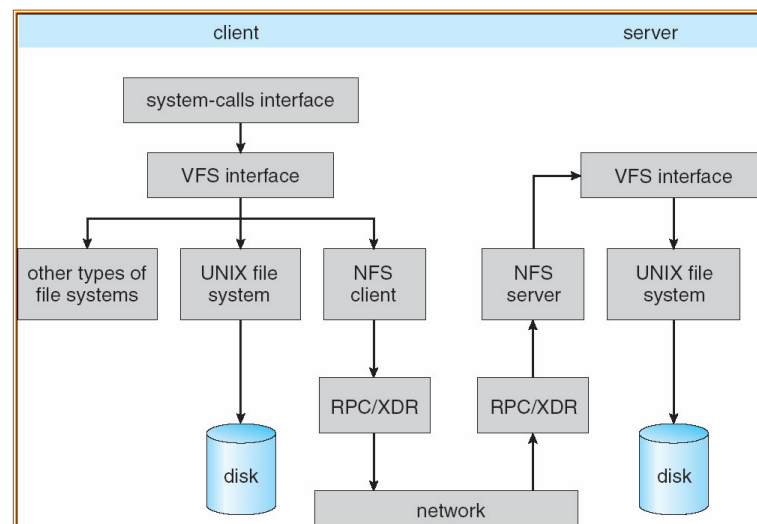 client
server
system-calls interface
VFS interface
VFS interface
other types of
file systems
UNIX file
system
NFS
client
NFS
server
UNIX file
system
RPC/XDR
RPC/XDR
disk
disk
network